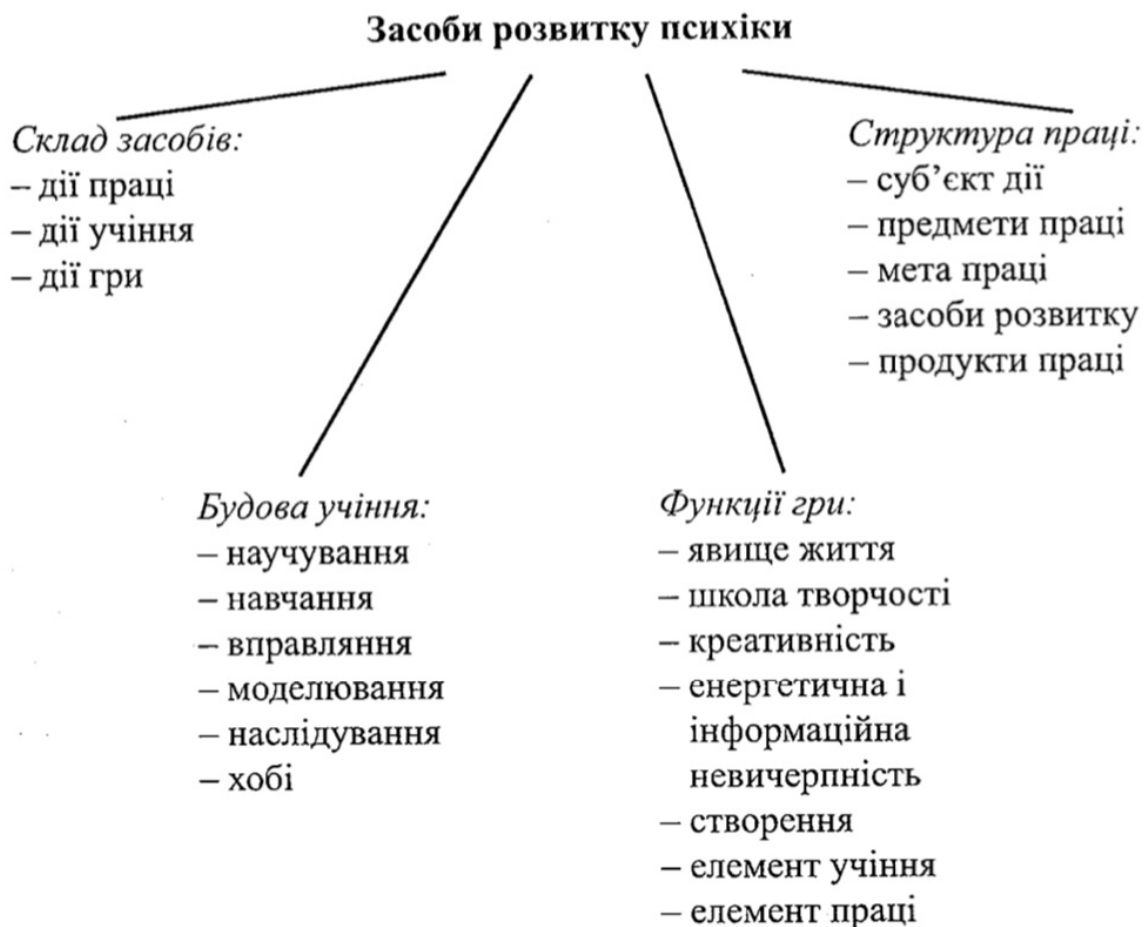 Засоби розвитку психіки
Склад засобів:
– дії праці
– дії учіння
– дії гри
Структура праці:
– суб’єкт дії
– предмети праці
– мета праці
– засоби розвитку
– продукти праці
Будова учіння:
– научування
– навчання
– вправляння
– моделювання
– наслідування
– хобі
Функції гри:
– явище життя
– школа творчості
– креативність
– енергетична і
інформаційна
невичерпність
– створення
– елемент учіння
– елемент праці